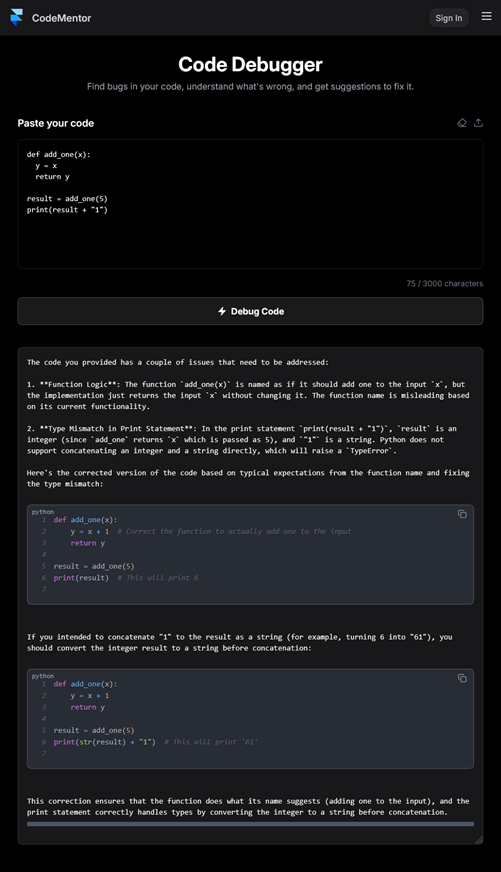 CodeMentor
Sign In
Code Debugger
Find bugs in your code, understand what's wrong, and get suggestions to fix it.
Paste your code
def add_one(x):
  y = x
  return y

result = add_one(5)
print(result + "1")
75 / 3000 characters
Debug Code
The code you provided has a couple of issues that need to be addressed:

1. **Function Logic**: The function `add_one(x)` is named as if it should add one to the input `x`, but
the implementation just returns the input `x` without changing it. The function name is misleading based
on its current functionality.

2. **Type Mismatch in Print Statement**: In the print statement `print(result + "1")`, `result` is an
integer (since `add_one` returns `x` which is passed as 5), and `"1"` is a string. Python does not
support concatenating an integer and a string directly, which will raise a `TypeError`.

Here's the corrected version of the code based on typical expectations from the function name and fixing
the type mismatch:
python
1 def add_one(x):
2     y = x + 1  # Correct the function to actually add one to the input
3     return y
4
5 result = add_one(5)
6 print(result)  # This will print 6
7
If you intended to concatenate "1" to the result as a string (for example, turning 6 into "61"), you
should convert the integer result to a string before concatenation:
python
1 def add_one(x):
2     y = x + 1
3     return y
4
5 result = add_one(5)
6 print(str(result) + "1")  # This will print '61'
7
This correction ensures that the function does what its name suggests (adding one to the input), and the
print statement correctly handles types by converting the integer to a string before concatenation.